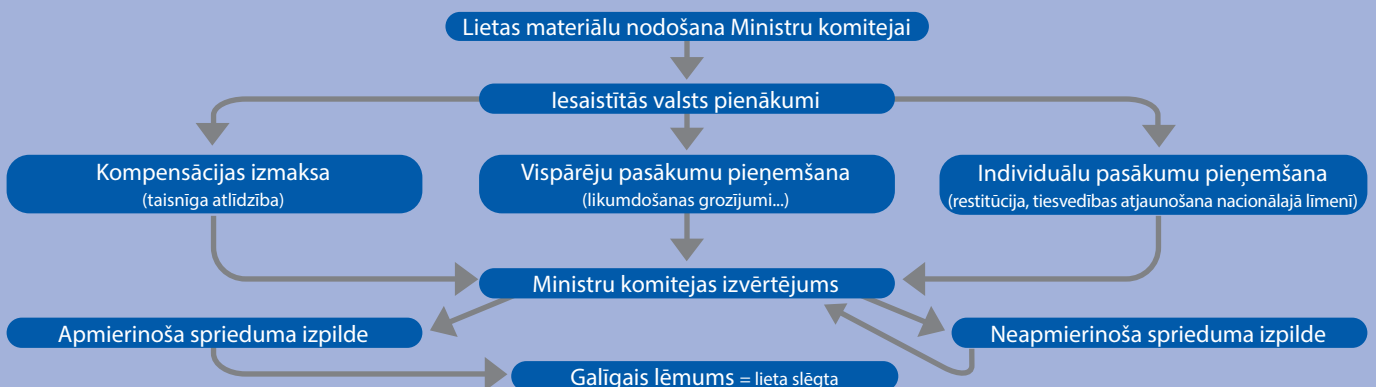 Lietas materiālu nodošana Ministru komitejai
Iesaistītās valsts pienākumi
Kompensācijas izmaksa
(taisnīga atlīdzība)
Vispārēju pasākumu pieņemšana
(likumdošanas grozījumi...)
Individuālu pasākumu pieņemšana
(restitūcija, tiesvedības atjaunošana nacionālajā līmenī)
Ministru komitejas izvērtējums
Apmierinoša sprieduma izpilde
Neapmierinoša sprieduma izpilde
Galīgais lēmums = lieta slēgta